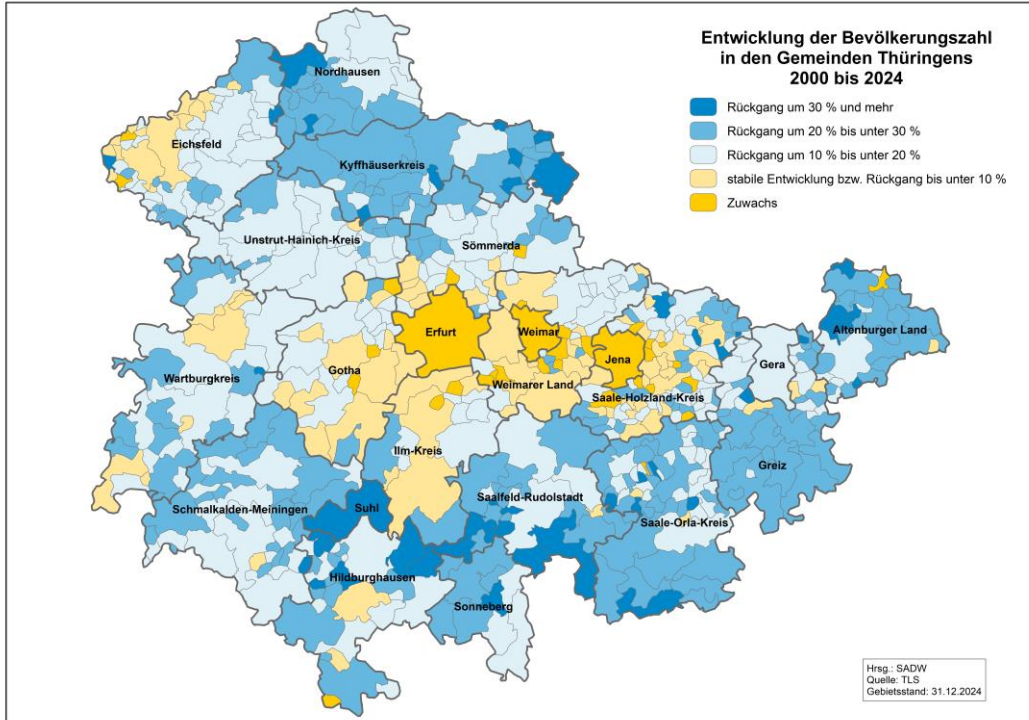 Entwicklung der Bevölkerungszahl
in den Gemeinden Thüringens
2000 bis 2024
Rückgang um 30 % und mehr
Rückgang um 20 % bis unter 30 %
Rückgang um 10 % bis unter 20 %
stabile Entwicklung bzw. Rückgang bis unter 10 %
Zuwachs
Nordhausen
Eichsfeld
Kyffhäuserkreis
Unstrut-Hainich-Kreis
Sömmerda
Erfurt
Weimar
Jena
Altenburger Land
Gera
Gotha
Wartburgkreis
Weimarer Land
Saale-Holzland-Kreis
Ilm-Kreis
Greiz
Saalfeld-Rudolstadt
Suhl
Schmalkalden-Meiningen
Saale-Orla-Kreis
Hildburghausen
Sonneberg
Hrsg.: SADW
Quelle: TLS
Gebietsstand: 31.12.2024